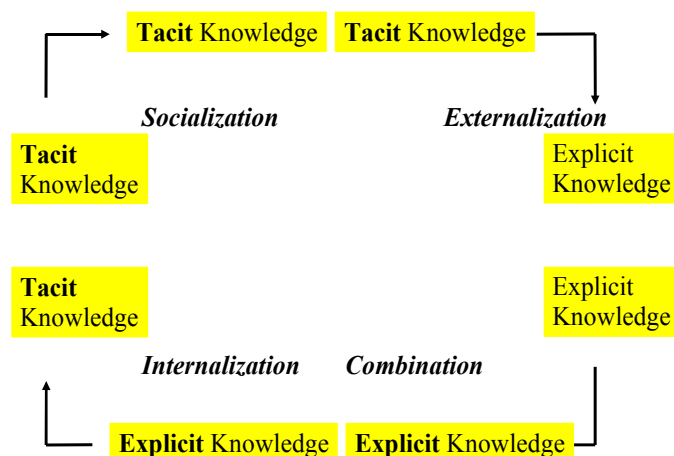 Tacit Knowledge Tacit Knowledge
Socialization Externalization
Tacit
Knowledge
Explicit
Knowledge
Tacit
Knowledge
Explicit
Knowledge
Internalization Combination
Explicit Knowledge Explicit Knowledge